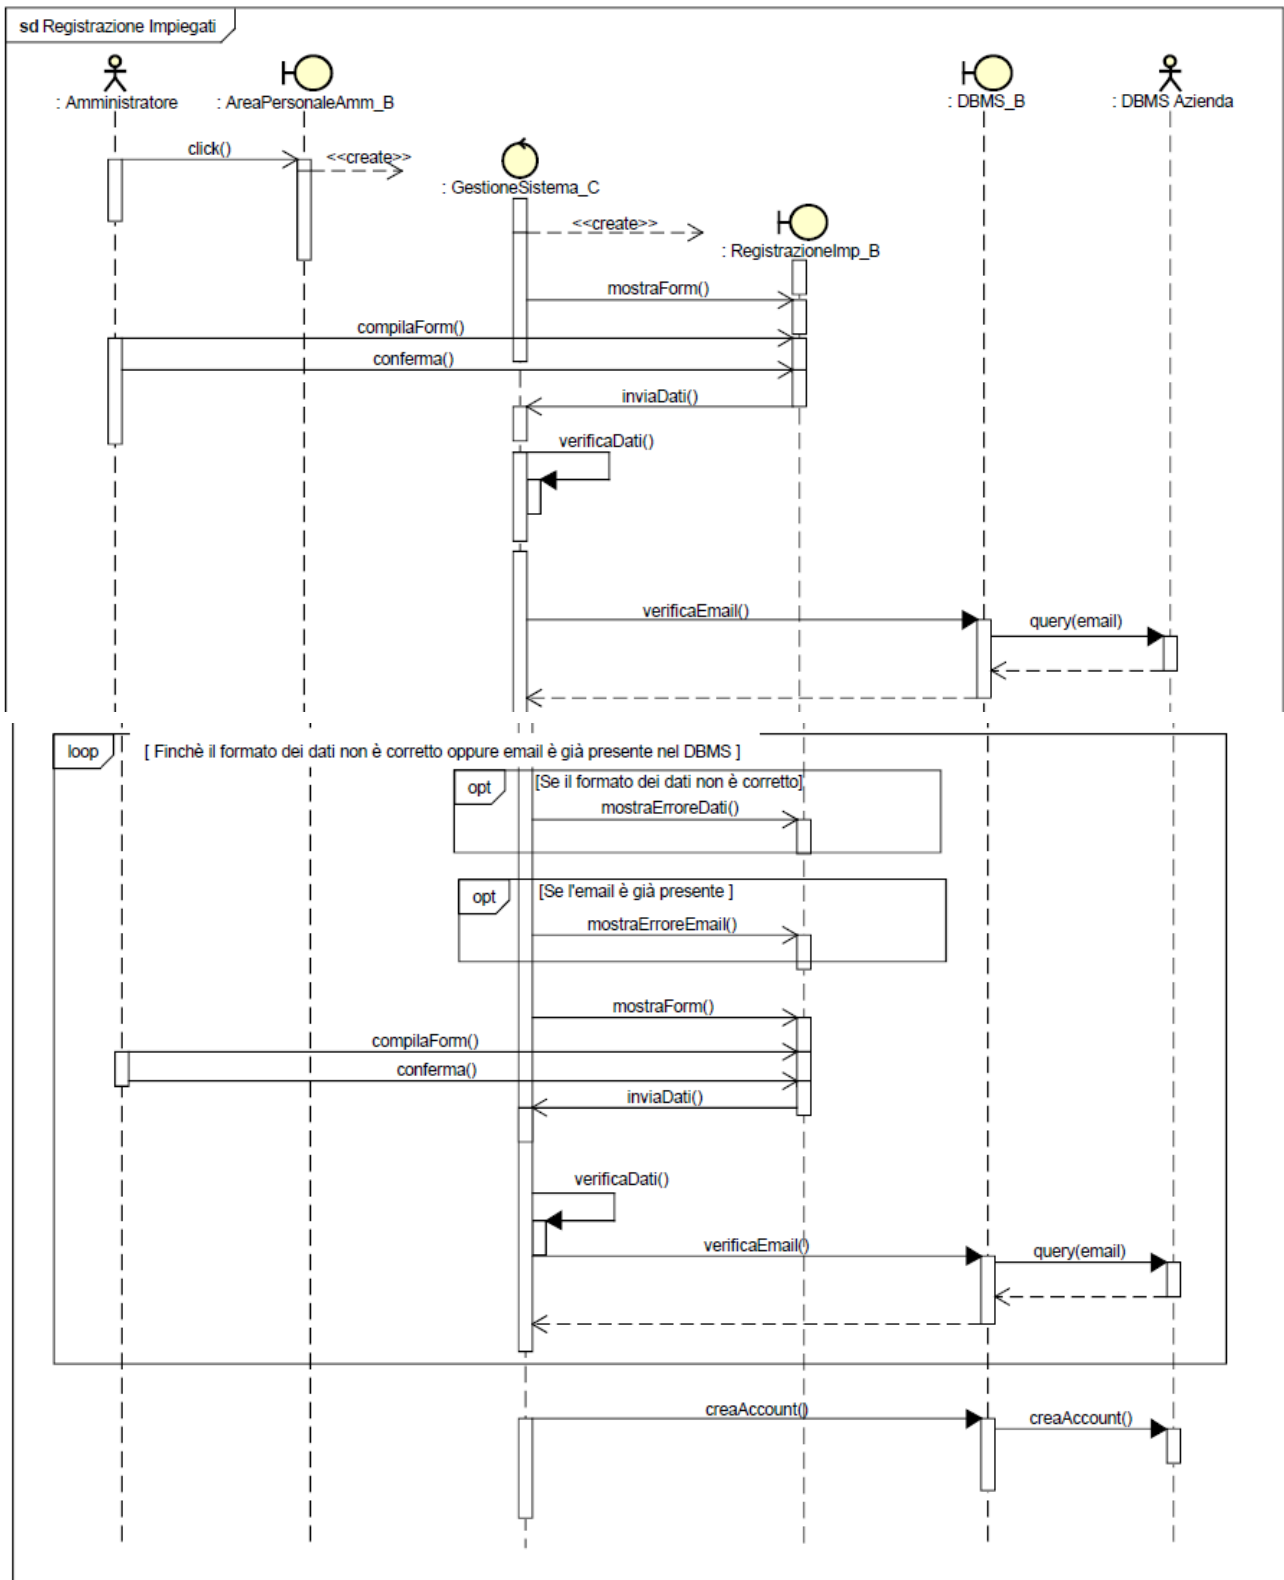 sd Registrazione Impiegati
: Amministratore
: AreaPersonaleAmm_B
: DBMS_B
: DBMS Azienda
click()
<<create>>
: GestioneSistema_C
<<create>>
: RegistrazioneImp_B
mostraForm()
compilaForm()
conferma()
inviaDati()
verificaDati()
verificaEmail()
query(email)
loop
[ Finchè il formato dei dati non è corretto oppure email è già presente nel DBMS ]
opt
[Se il formato dei dati non è corretto]
mostraErroreDati()
opt
[Se l'email è già presente ]
mostraErroreEmail()
mostraForm()
compilaForm()
conferma()
inviaDati()
verificaDati()
verificaEmail()
query(email)
creaAccount()
creaAccount()